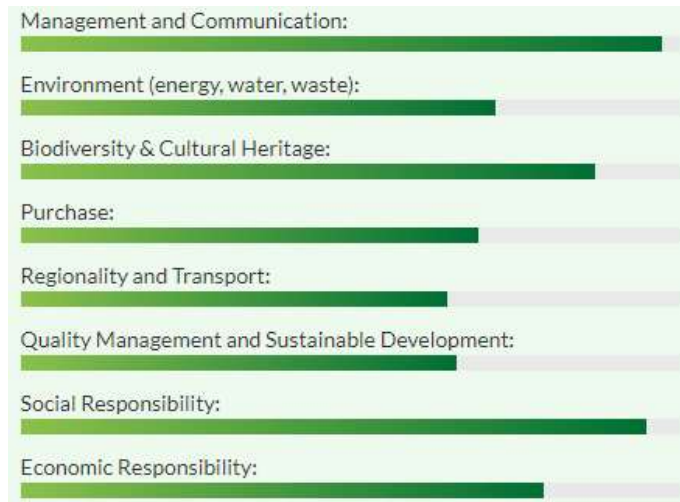 Management and Communication:
Environment (energy, water, waste):
Biodiversity & Cultural Heritage:
Purchase:
Regionality and Transport:
Quality Management and Sustainable Development:
Social Responsibility:
Economic Responsibility: